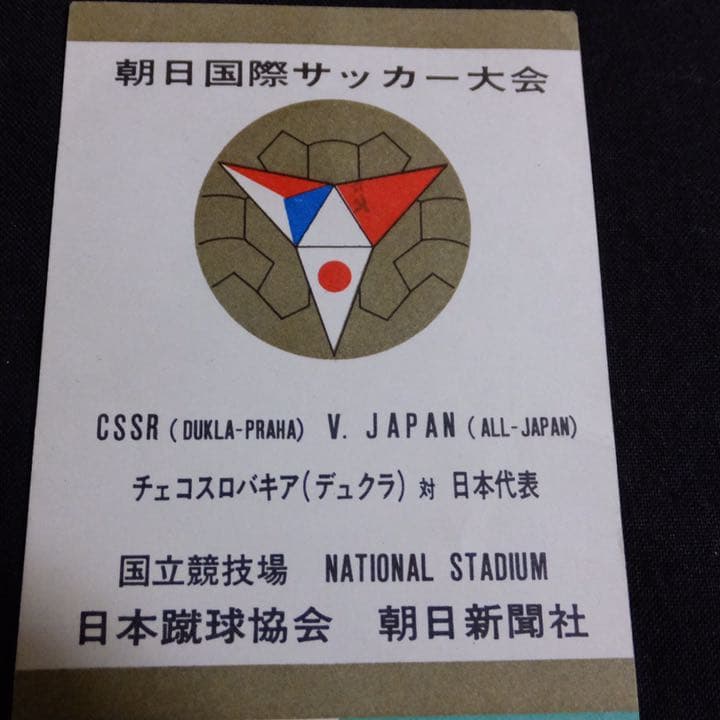 朝日国際サッカー大会
CSSR (DUKLA-PRAHA) V. JAPAN (ALL-JAPAN)
チェコスロバキア(デュクラ) 対 日本代表
国立競技場 NATIONAL STADIUM
日本蹴球協会 朝日新聞社